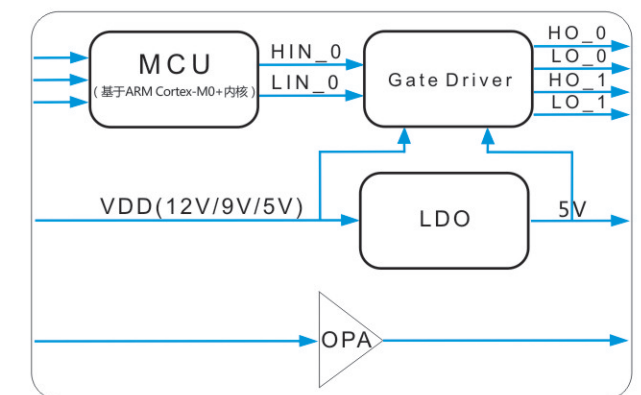 MCU
(基于ARM Cortex-M0+内核)
HIN_0
LIN_0
Gate Driver
HO_0
LO_0
HO_1
LO_1
VDD(12V/9V/5V)
LDO
5V
OPA